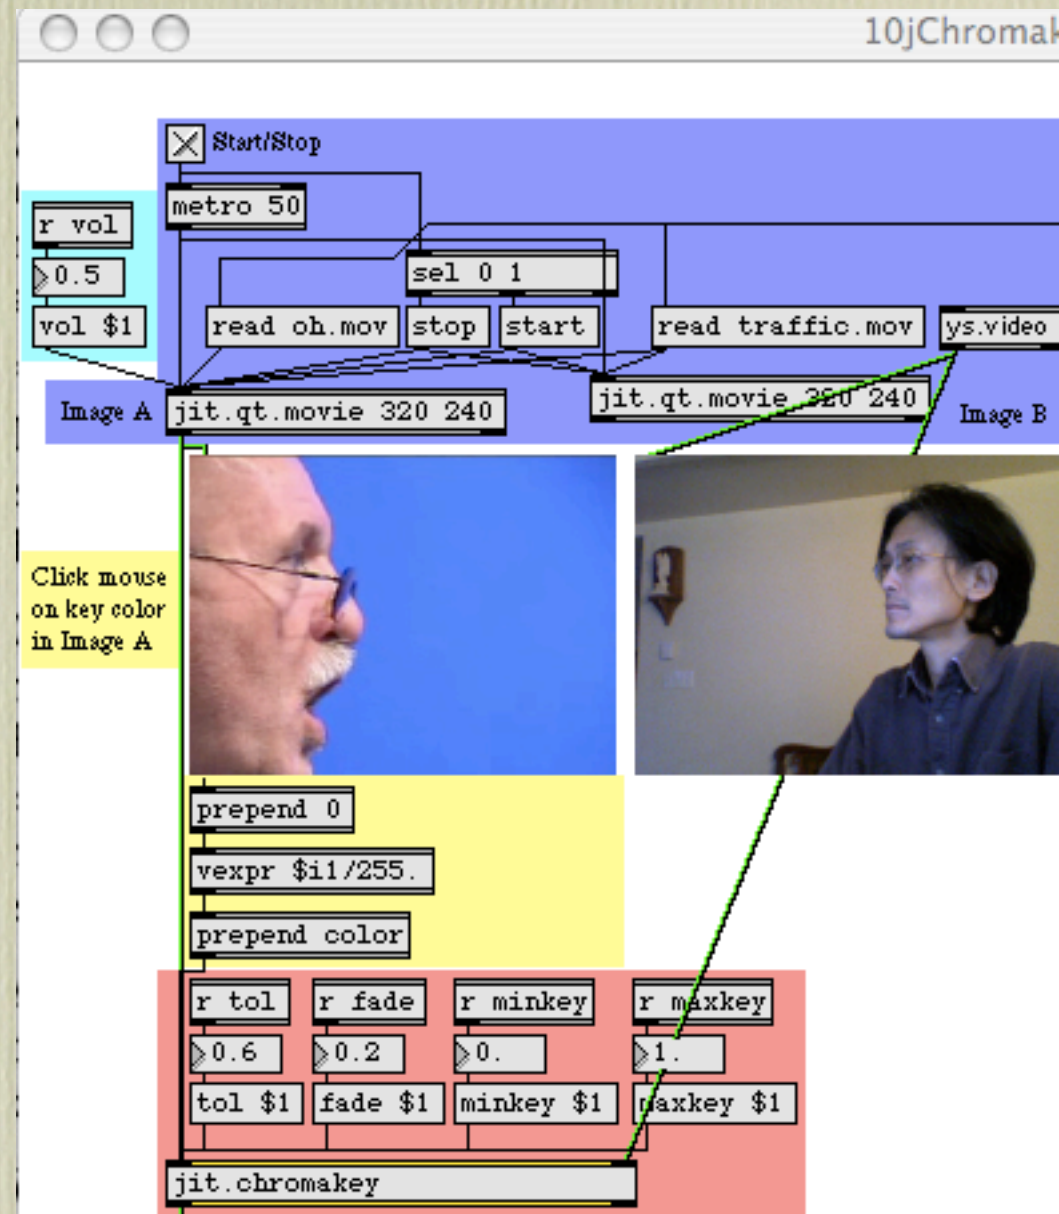 10jChromak
Start/Stop
metro 50
r vol
0.5
sel 0 1
vol $1
read oh.mov
stop
start
read traffic.mov
ys.video
Image A
jit.qt.movie 320 240
jit.qt.movie 320 240
Image B
Click mouse
on key color
in Image A
prepend 0
vexpr $i1/255.
prepend color
r tol
r fade
r minkey
r maxkey
0.6
0.2
0.
1.
tol $1
fade $1
minkey $1
maxkey $1
jit.chromakey